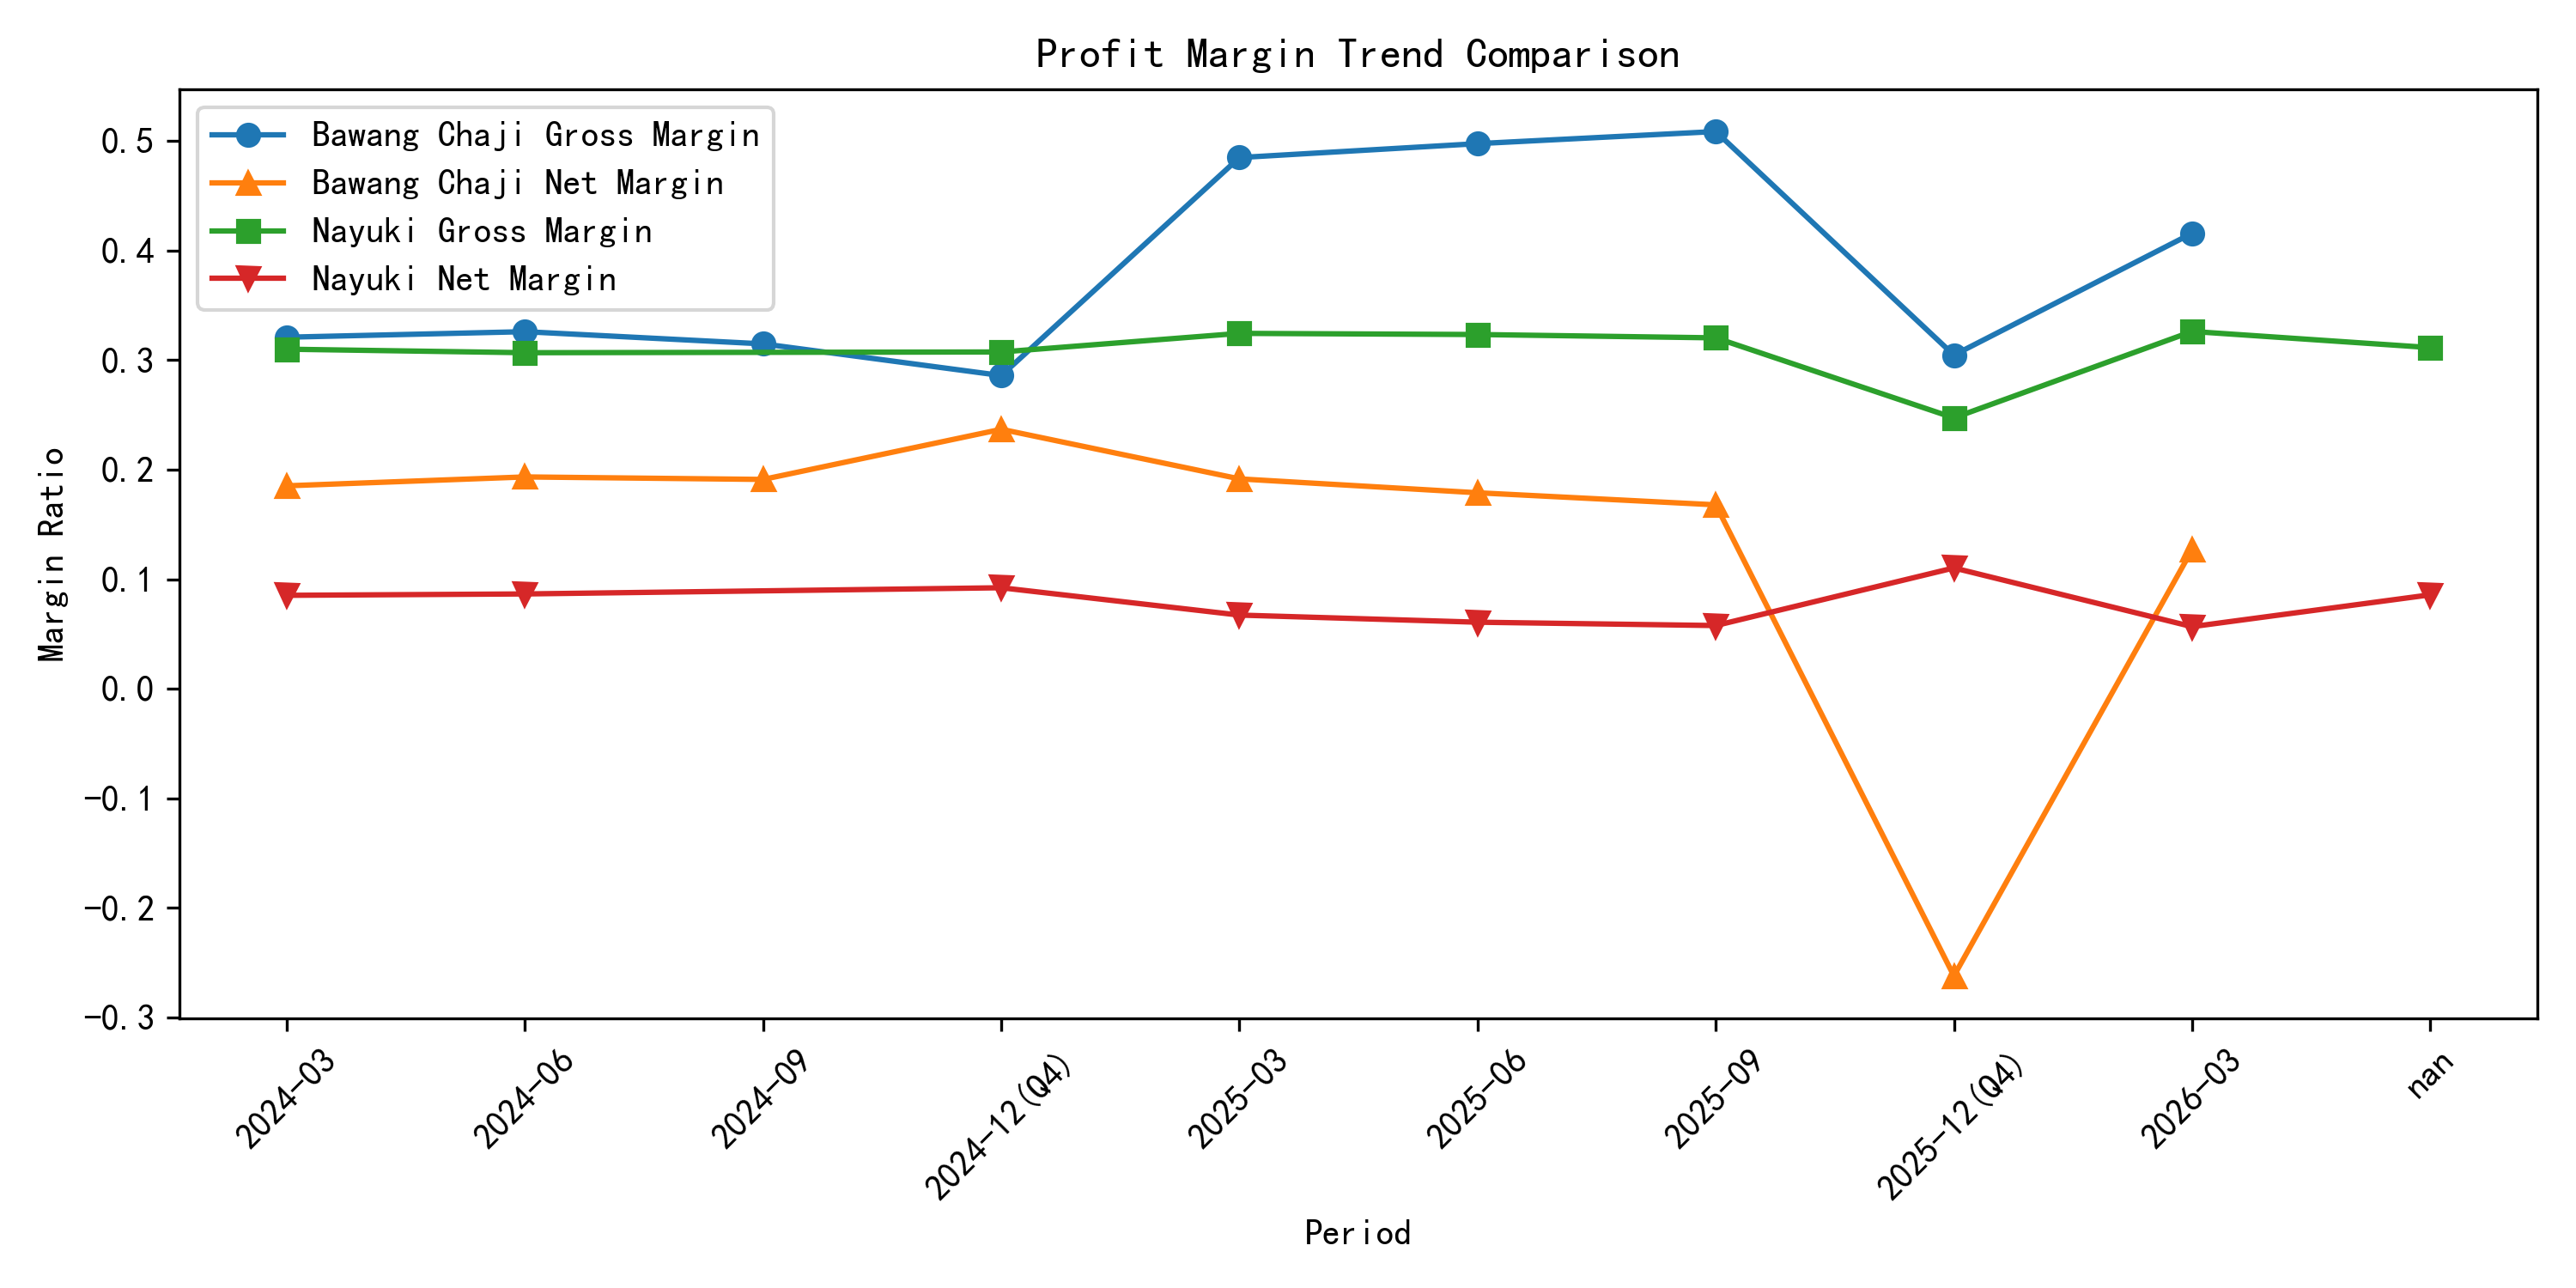 Profit Margin Trend Comparison
Bawang Chaji Gross Margin
Bawang Chaji Net Margin
Nayuki Gross Margin
Nayuki Net Margin
Margin Ratio
0.5
0.4
0.3
0.2
0.1
0.0
-0.1
-0.2
-0.3
2024-03
2024-06
2024-09
2024-12(Q4)
2025-03
2025-06
2025-09
2025-12(Q4)
2026-03
nan
Period